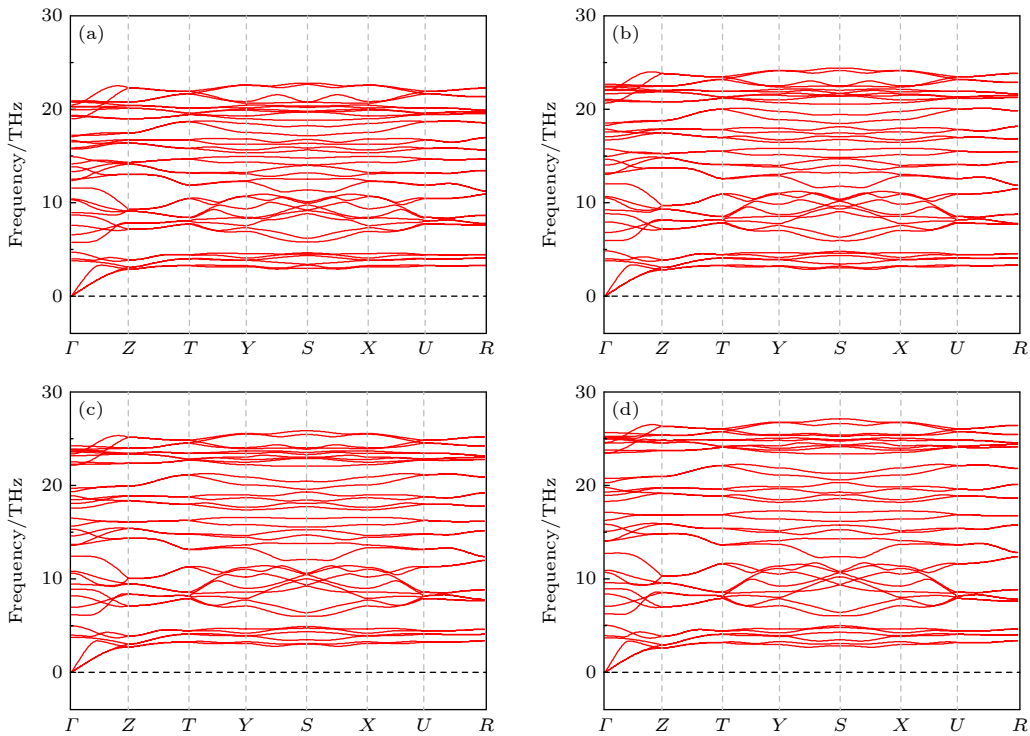 (a)
Frequency/THz
30
20
10
0
Γ Z T Y S X U R
(b)
Frequency/THz
30
20
10
0
Γ Z T Y S X U R
(c)
Frequency/THz
30
20
10
0
Γ Z T Y S X U R
(d)
Frequency/THz
30
20
10
0
Γ Z T Y S X U R